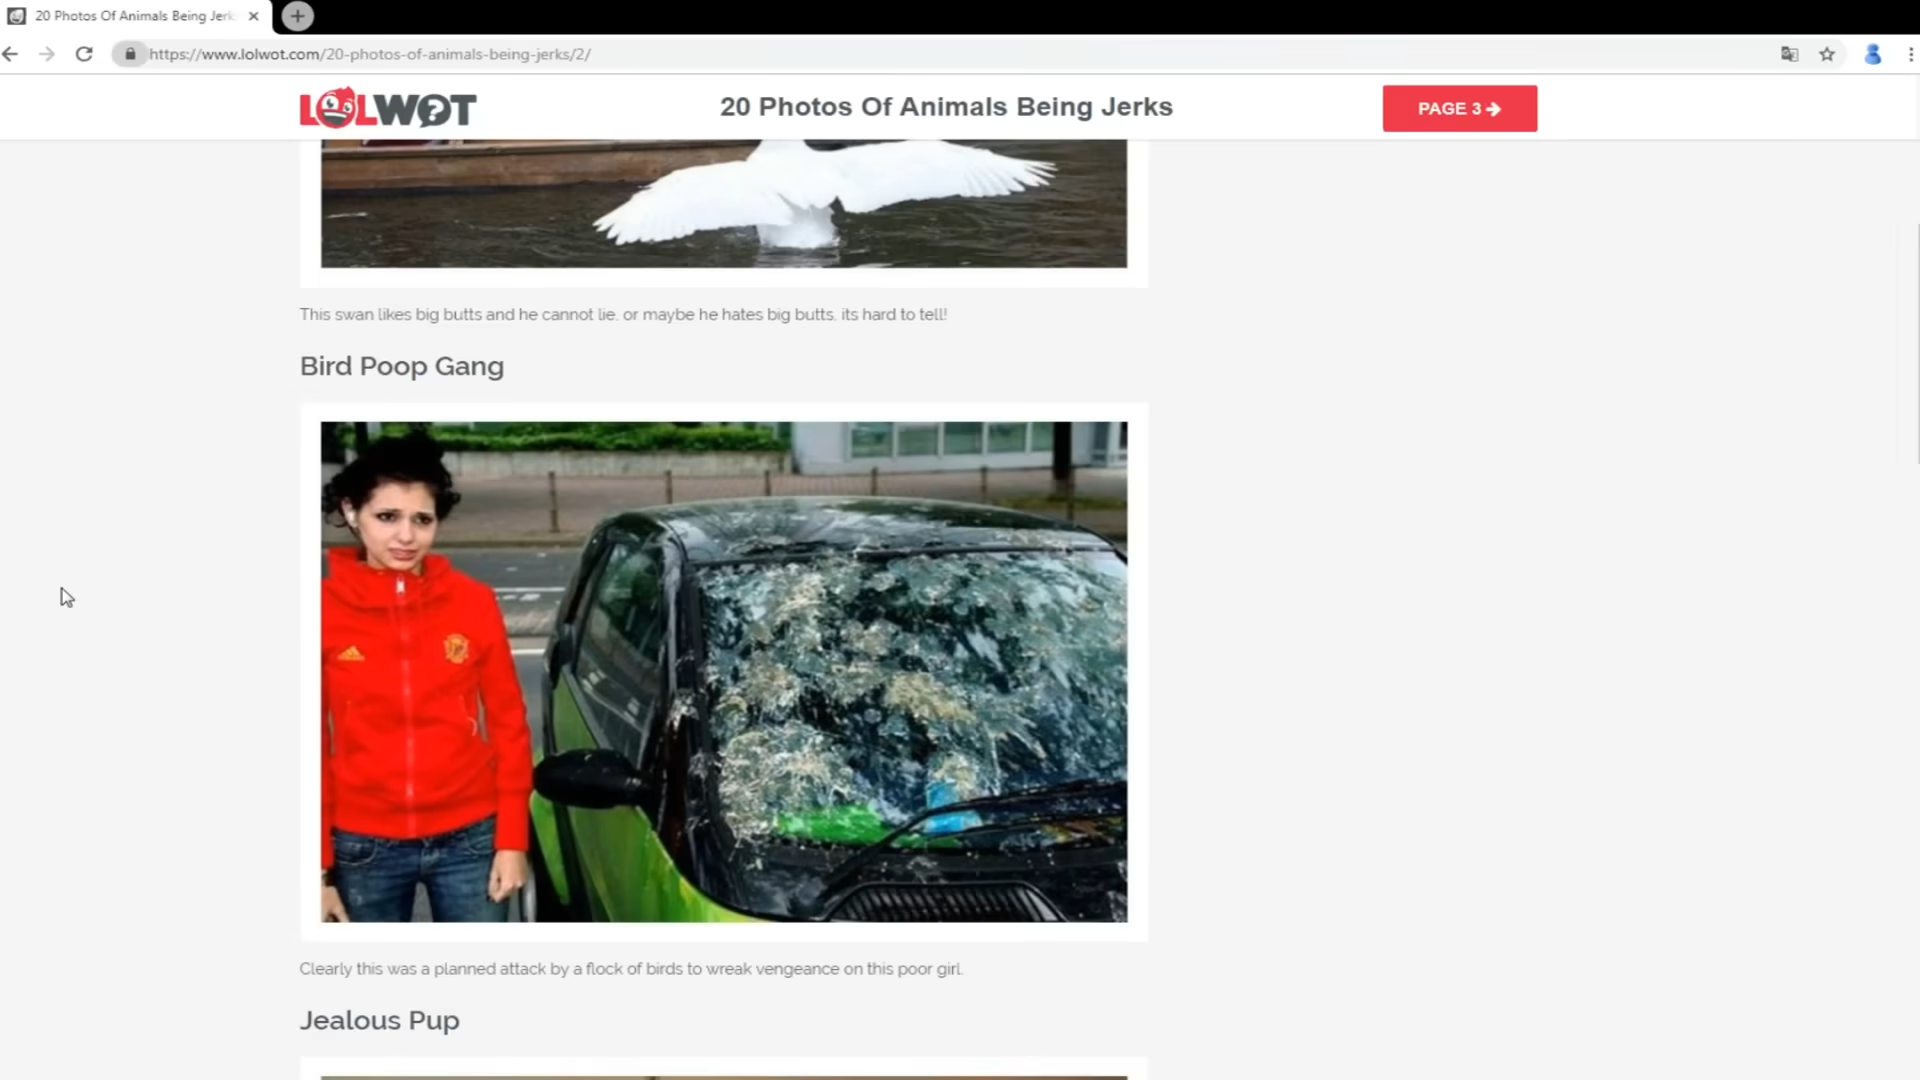 20 Photos Of Animals Being Jerk
https://www.lolwot.com/20-photos-of-animals-being-jerks/2/
LOLWOT
20 Photos Of Animals Being Jerks
PAGE 3
This swan likes big butts and he cannot lie, or maybe he hates big butts, its hard to tell!
Bird Poop Gang
Clearly this was a planned attack by a flock of birds to wreak vengeance on this poor girl.
Jealous Pup